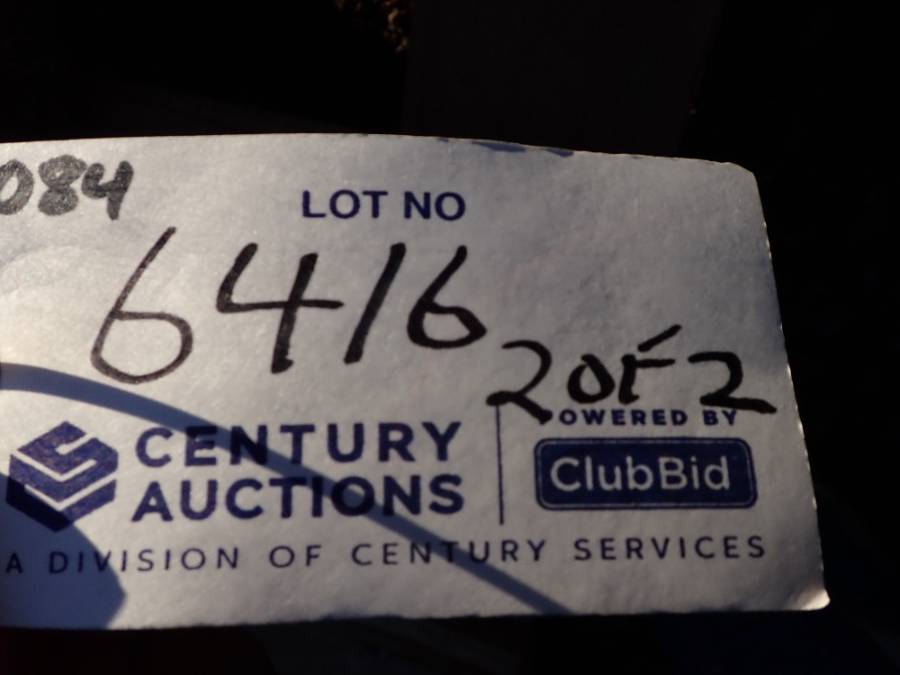 084
LOT NO
6416
2 OF 2
CENTURY AUCTIONS
POWERED BY
ClubBid
A DIVISION OF CENTURY SERVICES